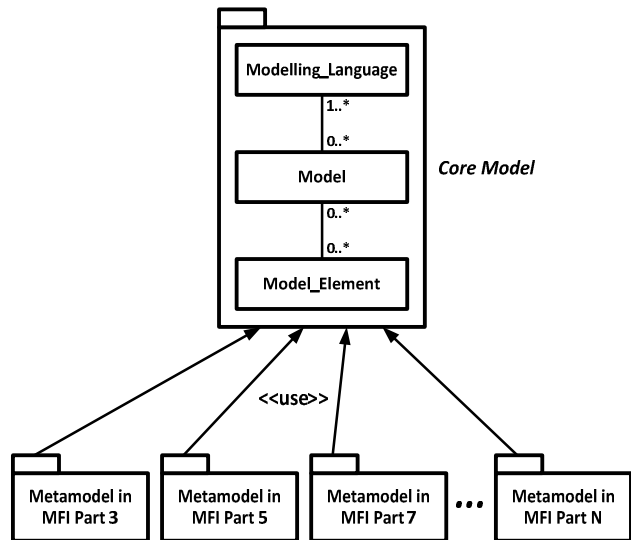 Modelling_Language
1..*
0..*
Model
Core Model
0..*
0..*
Model_Element
<<use>>
Metamodel in
MFI Part 3
Metamodel in
MFI Part 5
Metamodel in
MFI Part 7
...
Metamodel in
MFI Part N